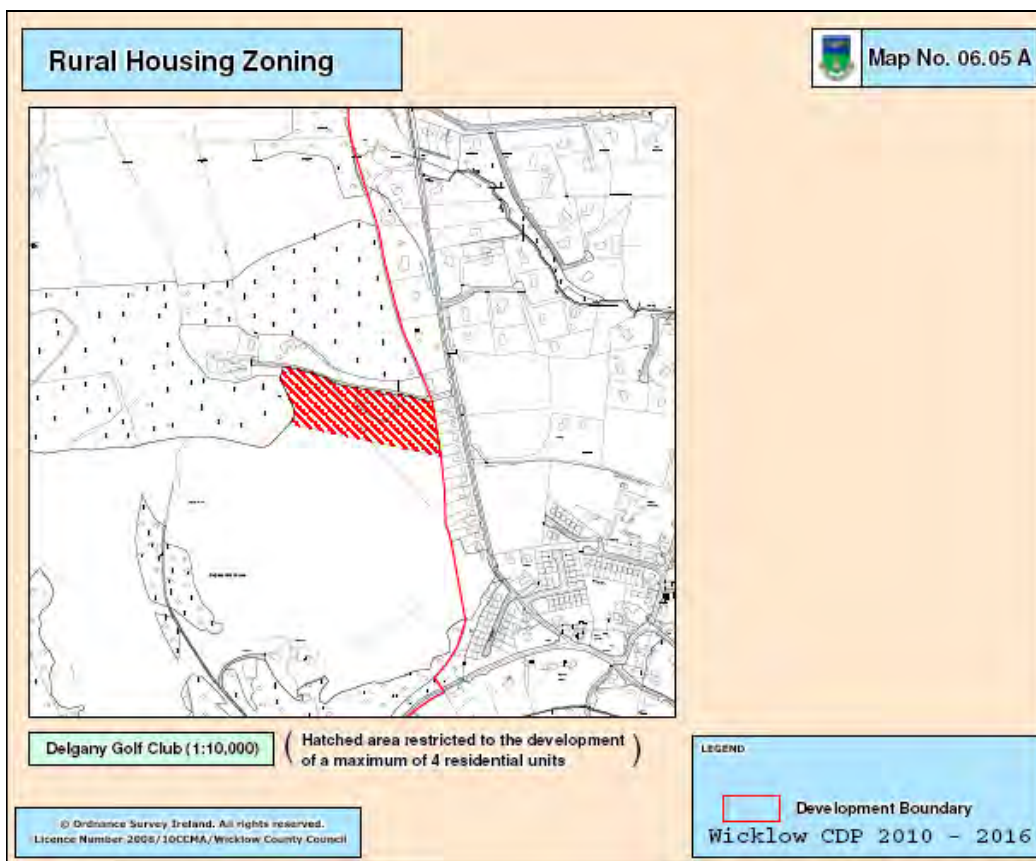 Rural Housing Zoning
Map No. 06.05 A
Delgany Golf Club (1:10,000)
( Hatched area restricted to the development
of a maximum of 4 residential units )
© Ordnance Survey Ireland. All rights reserved.
Licence Number 2008/10CCMA/Wicklow County Council
LEGEND
Development Boundary
Wicklow CDP 2010 - 2016